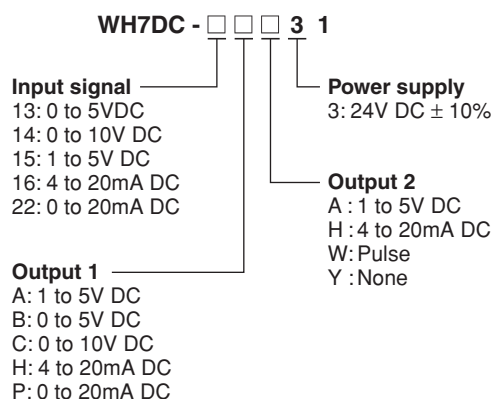 WH7DC - □ □ □ 3 1
Input signal
13: 0 to 5VDC
14: 0 to 10V DC
15: 1 to 5V DC
16: 4 to 20mA DC
22: 0 to 20mA DC
Output 1
A: 1 to 5V DC
B: 0 to 5V DC
C: 0 to 10V DC
H: 4 to 20mA DC
P: 0 to 20mA DC
Power supply
3: 24V DC ± 10%
Output 2
A : 1 to 5V DC
H : 4 to 20mA DC
W: Pulse
Y : None